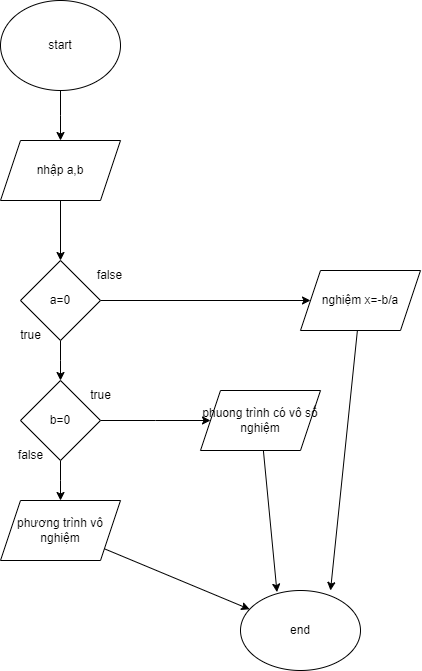 start
nhập a,b
false
a=0
nghiệm x=-b/a
true
true
b=0
phuong trình có vô số
nghiệm
false
phương trình vô
nghiệm
end